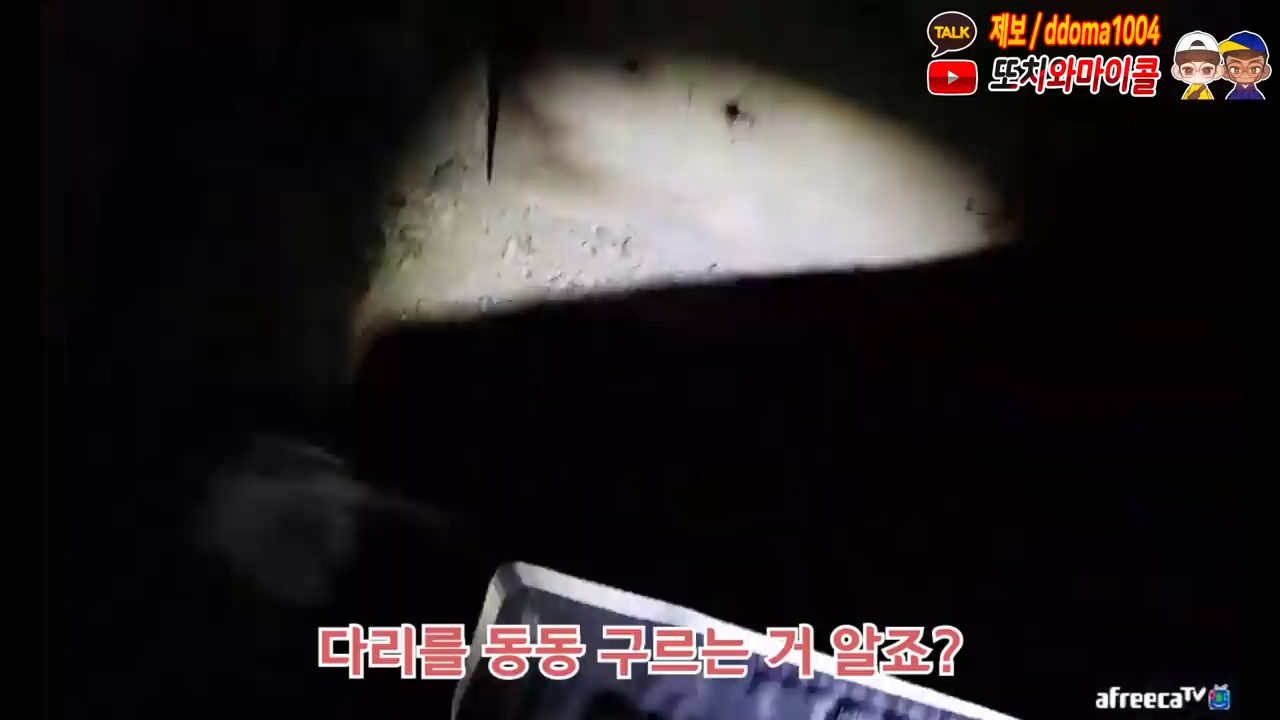 TALK 제보 / ddoma1004
또치와마이콜
다리를 동동 구르는 거 알죠?
afreecaTV